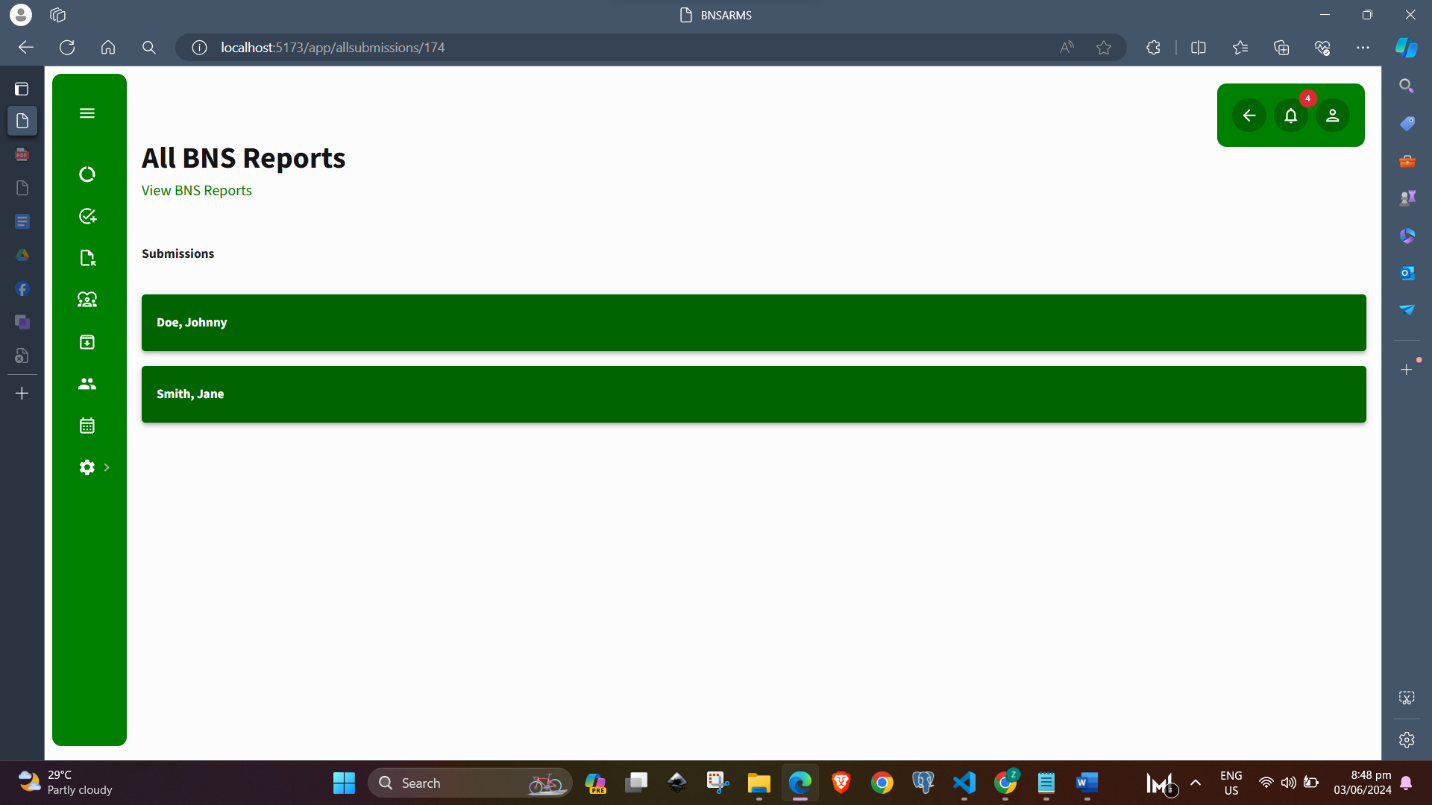 BNSARMS
localhost:5173/app/allsubmissions/174
4
All BNS Reports
View BNS Reports
Submissions
Doe, Johnny
Smith, Jane
29°C
Partly cloudy
Search
PRE
Z
ENG
US
8:48 pm
03/06/2024